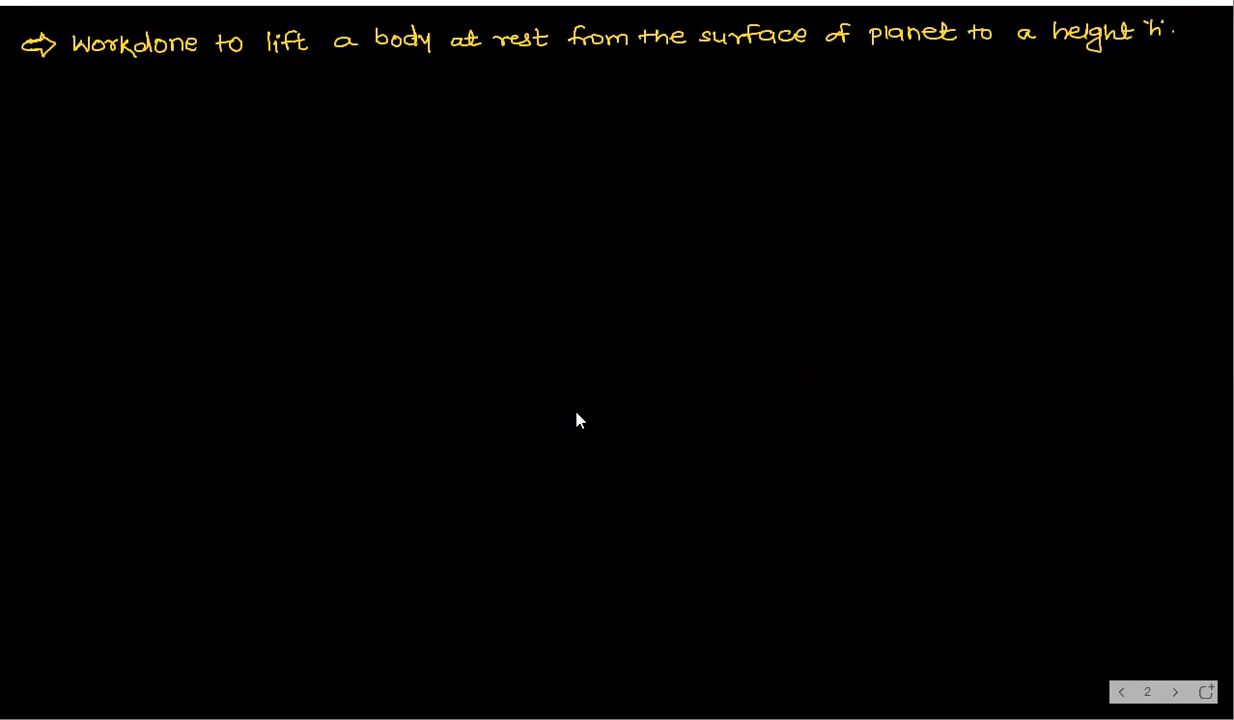 ⇒ Workdone to lift a body at rest from the surface of planet to a height 'h'.
2